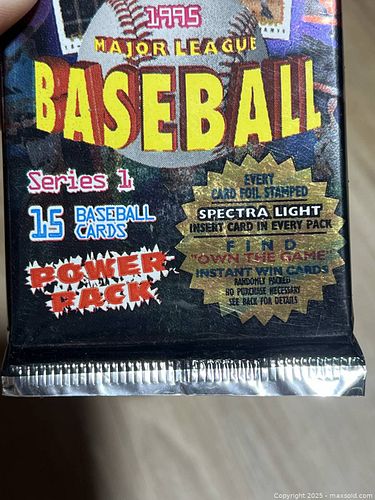 1995
MAJOR LEAGUE
BASEBALL
Series 1
15 BASEBALL
CARDS
POWER
PACK
EVERY
CARD FOIL STAMPED
SPECTRA LIGHT
INSERT CARD IN EVERY PACK
FIND
"OWN THE GAME"
INSTANT WIN CARDS
RANDOMLY PACKED
NO PURCHASE NECESSARY
SEE BACK FOR DETAILS
Copyright 2025 - maxsold.com